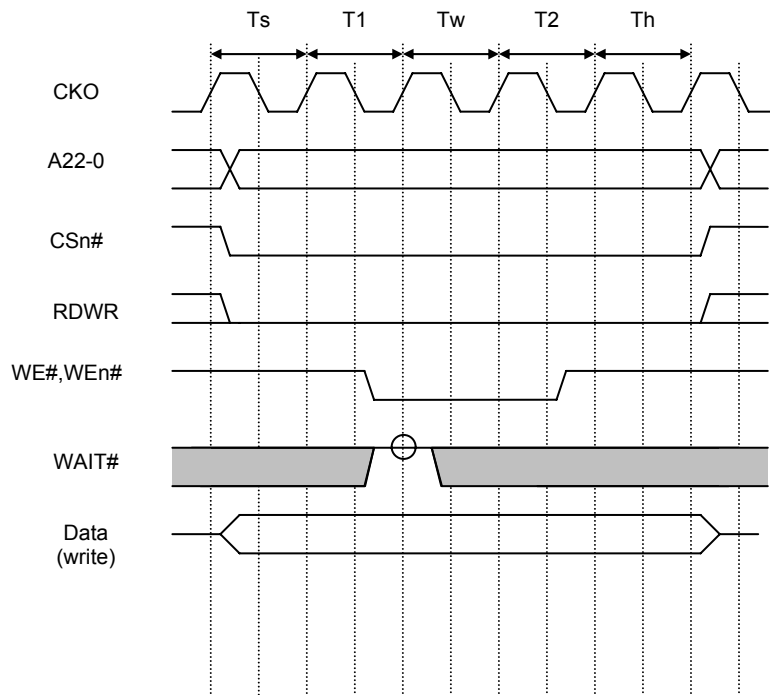 Ts T1 Tw T2 Th
CKO
A22-0
CSn#
RDWR
WE#,WEn#
WAIT#
Data
(write)